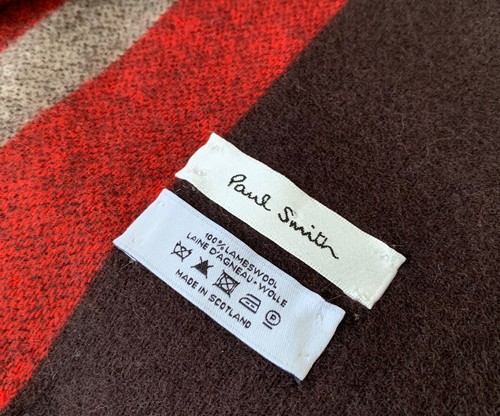 Paul Smith
100% LAMBSWOOL
LAINE D'AGNEAU • WOLLE
P
MADE IN SCOTLAND